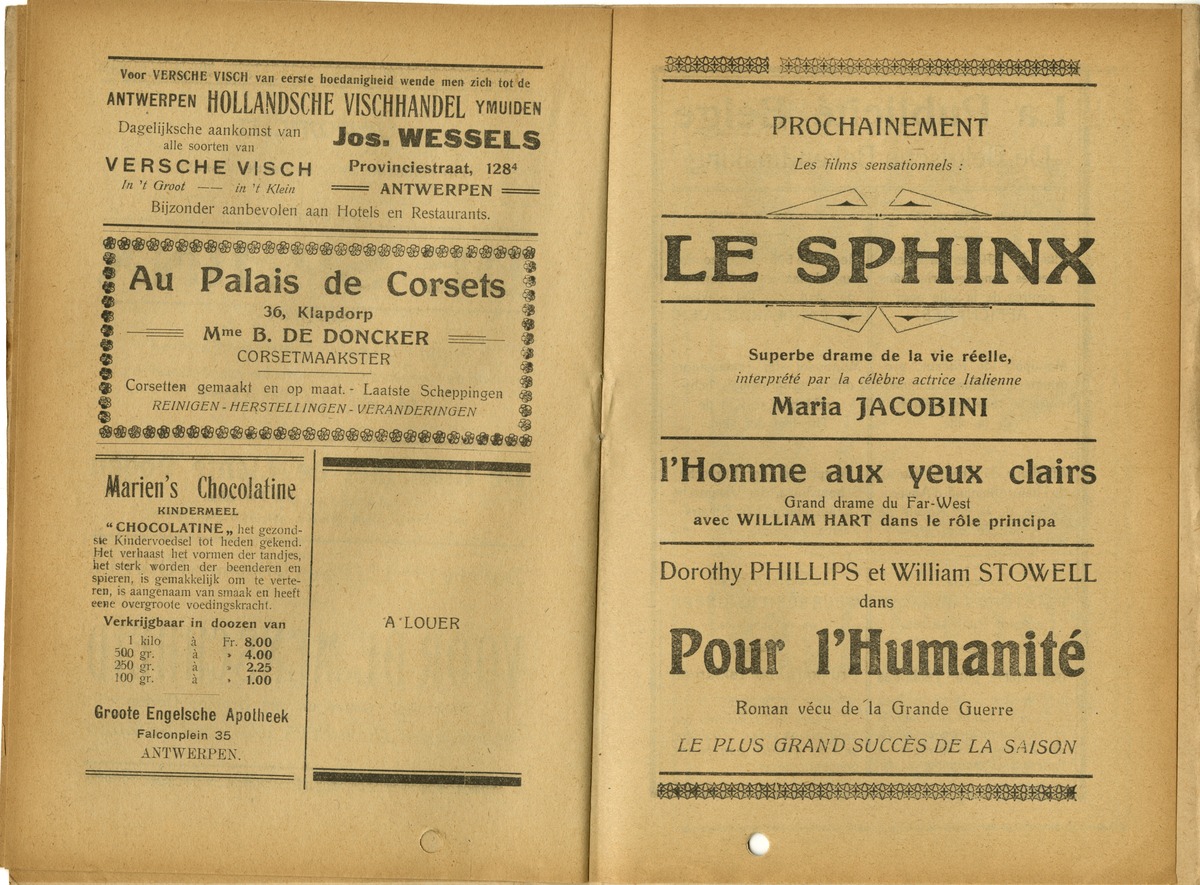 Voor VERSCHE VISCH van eerste hoedanigheid wende men zich tot de
ANTWERPEN HOLLANDSCHE VISCHHANDEL YMUIDEN
Dagelijksche aankomst van
alle soorten van
VERSCHE VISCH
In 't Groot —— in 't Klein
Jos. WESSELS
Provinciestraat, 128⁴
ANTWERPEN
Bijzonder aanbevolen aan Hotels en Restaurants.
Au Palais de Corsets
36, Klapdorp
Mme B. DE DONCKER
CORSETMAAKSTER
Corsetten gemaakt en op maat. - Laatste Scheppingen
REINIGEN - HERSTELLINGEN - VERANDERINGEN
Marien's Chocolatine
KINDERMEEL
"CHOCOLATINE„ het gezond-
ste Kindervoedsel tot heden gekend.
Het verhaast het vormen der tandjes,
het sterk worden der beenderen en
spieren, is gemakkelijk om te verte-
ren, is aangenaam van smaak en heeft
eene overgroote voedingskracht.
Verkrijgbaar in doozen van
1 kilo à Fr. 8.00
500 gr. à » 4.00
250 gr. à » 2.25
100 gr. à » 1.00
Groote Engelsche Apotheek
Falconplein 35
ANTWERPEN.
A LOUER
PROCHAINEMENT
Les films sensationnels :
LE SPHINX
Superbe drame de la vie réelle,
interprété par la célèbre actrice Italienne
Maria JACOBINI
l'Homme aux yeux clairs
Grand drame du Far-West
avec WILLIAM HART dans le rôle principa
Dorothy PHILLIPS et William STOWELL
dans
Pour l'Humanité
Roman vécu de la Grande Guerre
LE PLUS GRAND SUCCÈS DE LA SAISON